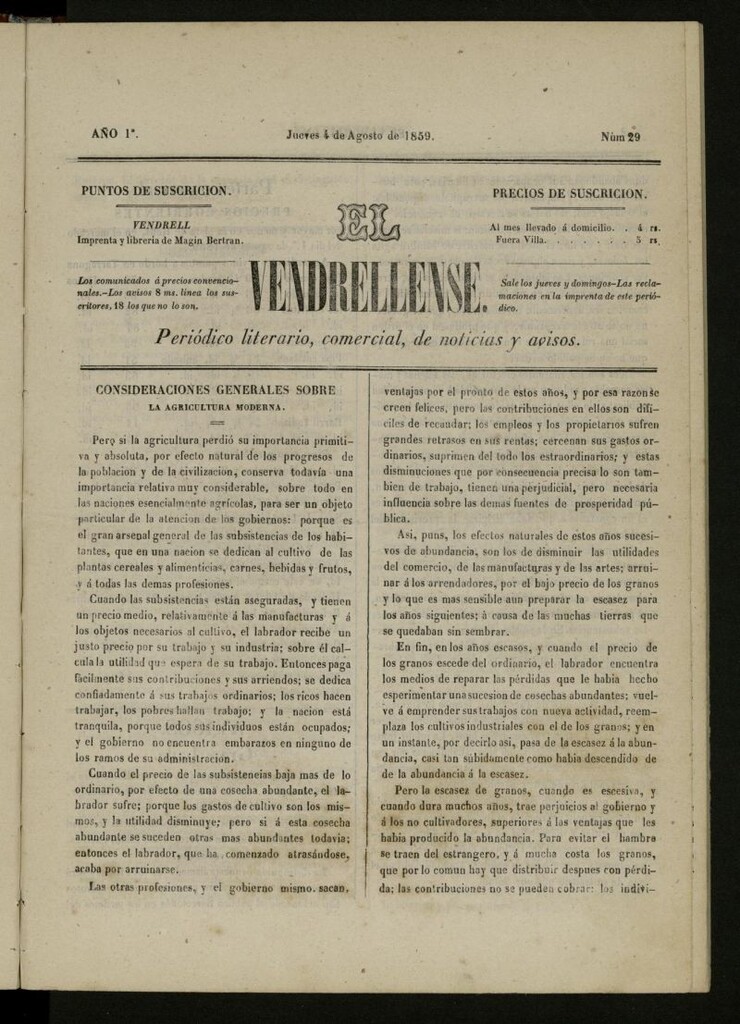 AÑO 1º.
Jueves 4 de Agosto de 1859.
Núm 29
PUNTOS DE SUSCRICION.
VENDRELL
Imprenta y libreria de Magin Bertran.
Los comunicados á precios convencio-
nales.-Los avisos 8 ms. linea los sus-
critores, 18 los que no lo son.
EL
VENDRELLENSE.
PRECIOS DE SUSCRICION.
Al mes llevado á domicilio. . 4 rs.
Fuera Villa. . . . . . . 5 rs.
Sale los jueves y domingos-Las recla-
maciones en la imprenta de este perió-
dico.
Periódico literario, comercial, de noticias y avisos.
CONSIDERACIONES GENERALES SOBRE
LA AGRICULTURA MODERNA.
Pero si la agricultura perdió su importancia primiti-
va y absoluta, por efecto natural de los progresos de
la poblacion y de la civilizacion, conserva todavía una
importancia relativa muy considerable, sobre todo en
las naciones esencialmente agrícolas, para ser un objeto
particular de la atencion de los gobiernos: porque es
el gran arsenal general de las subsistencias de los habi-
tantes, que en una nacion se dedican al cultivo de las
plantas cereales y alimenticias, carnes, bebidas y frutos,
y á todas las demas profesiones.
Cuando las subsistencias están aseguradas, y tienen
un precio medio, relativamente á las manufacturas y á
los objetos necesarios al cultivo, el labrador recibe un
justo precio por su trabajo y su industria; sobre él cal-
cula la utilidad que espera de su trabajo. Entonces paga
fácilmente sus contribuciones y sus arriendos; se dedica
confiadamente á sus trabajos ordinarios; los ricos hacen
trabajar, los pobres hallan trabajo; y la nacion está
tranquila, porque todos sus individuos están ocupados;
y el gobierno no encuentra embarazos en ninguno de
los ramos de su administracion.
Cuando el precio de las subsisteneias baja mas de lo
ordinario, por efecto de una cosecha abundante, el la-
brador sufre; porque los gastos de cultivo son los mis-
mos, y la utilidad disminuye; pero si á esta cosecha
abundante se suceden otras mas abundantes todavia;
entonces el labrador, que ha comenzado atrasándose,
acaba por arruinarse.
Las otras profesiones, y el gobierno mismo. sacan,
ventajas por el pronto de estos años, y por esa razon se
creen felices, pero las contribuciones en ellos son difi-
ciles de recaudar; los empleos y los propietarios sufren
grandes retrasos en sus rentas; cercenan sus gastos or-
dinarios, suprimen del todo los estraordinarios; y estas
disminuciones que por consecuencia precisa lo son tam-
bien de trabajo, tienen una perjudicial, pero necesaria
influencia sobre las demas fuentes de prosperidad pú-
blica.
Asi, puns, los efectos naturales de estos años sucesi-
vos de abundancia, son los de disminuir las utilidades
del comercio, de las manufacturas y de las artes; arrui-
nar á los arrendadores, por el bajo precio de los granos
y lo que es mas sensible aun preparar la escasez para
los años siguientes; á causa de las muchas tierras que
se quedaban sin sembrar.
En fin, en los años escasos, y cuando el precio de
los granos escede del ordinario, el labrador encuentra
los medios de reparar las pérdidas que le habia hecho
esperimentar una sucesion de cosechas abundantes; vuel-
ve á emprender sus trabajos con nueva actividad, reem-
plaza los cultivos industriales con el de los granos; y en
un instante, por decirlo asi, pasa de la escasez á la abun-
dancia, casi tan súbidamente como habia descendido de
de la abundancia á la escasez.
Pero la escasez de granos, cuando es escesiva, y
cuando dura muchos años, trae perjuicios al gobierno y
á los no cultivadores, superiores á las ventajas que les
habia producido la abundancia. Para evitar el hambre
se traen del estrangero, y á mucha costa los granos,
que por lo comun hay que distribuir despues con pérdi-
da; las contribuciones no se pueden cobrar: los indivi-